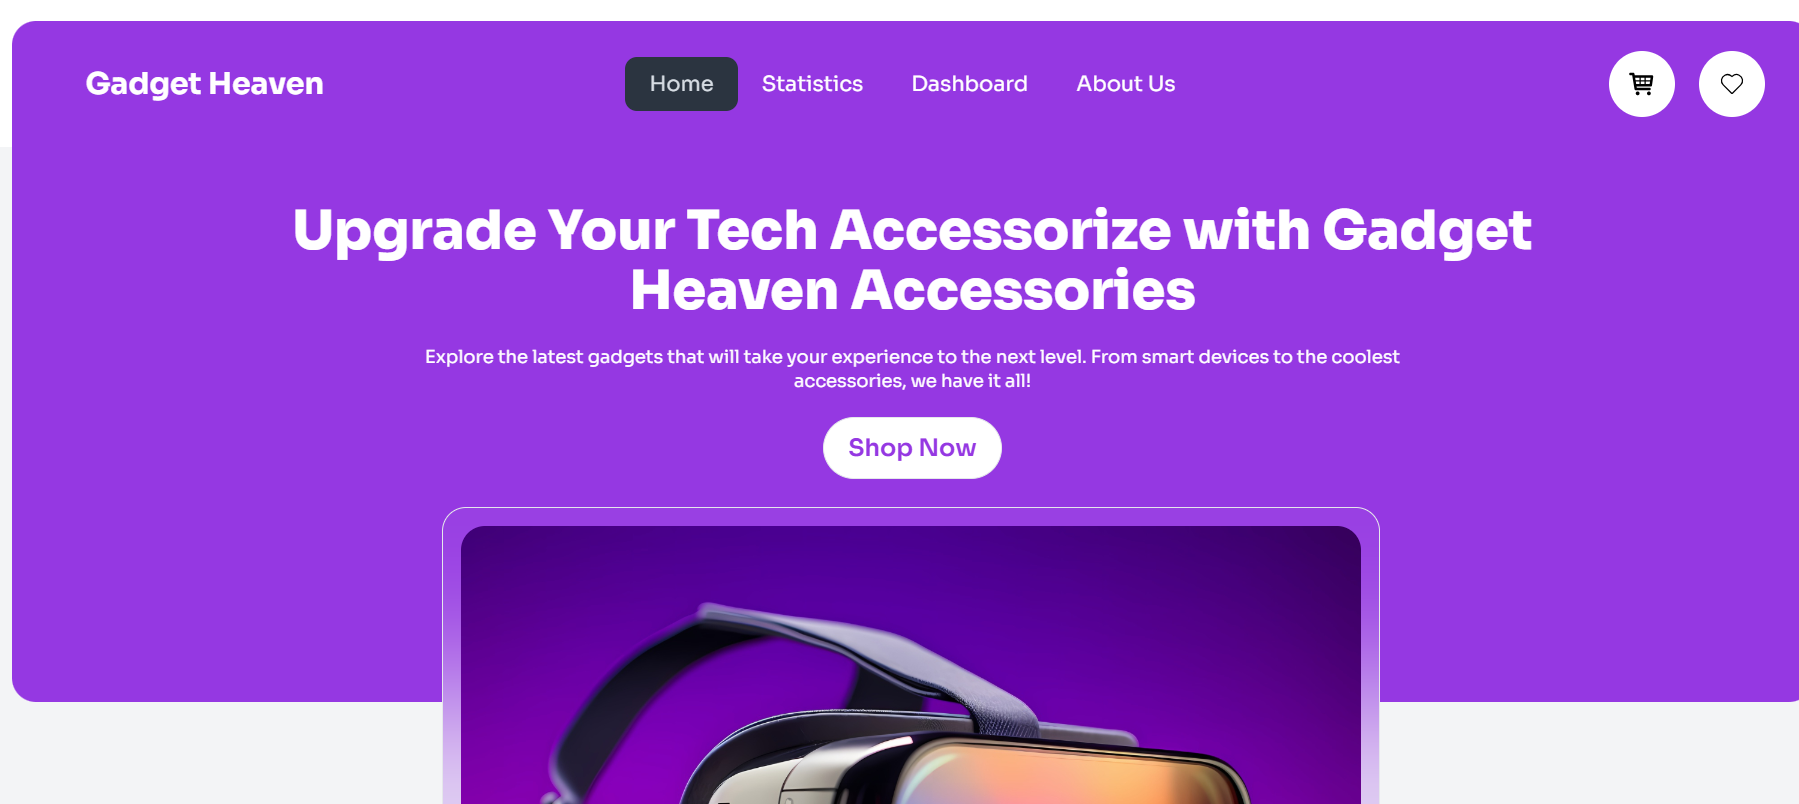 Gadget Heaven
Home
Statistics
Dashboard
About Us
Upgrade Your Tech Accessorize with Gadget
Heaven Accessories
Explore the latest gadgets that will take your experience to the next level. From smart devices to the coolest
accessories, we have it all!
Shop Now